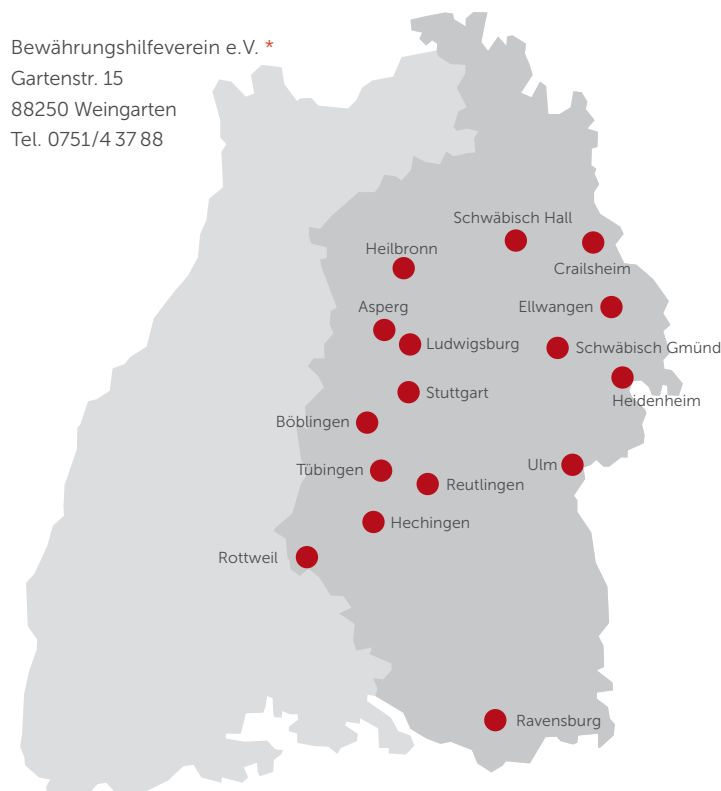 Bewährungshilfeverein e.V. *
Gartenstr. 15
88250 Weingarten
Tel. 0751/4 37 88
Schwäbisch Hall
Heilbronn
Crailsheim
Asperg
Ellwangen
Ludwigsburg
Schwäbisch Gmünd
Stuttgart
Heidenheim
Böblingen
Tübingen
Ulm
Reutlingen
Hechingen
Rottweil
Ravensburg